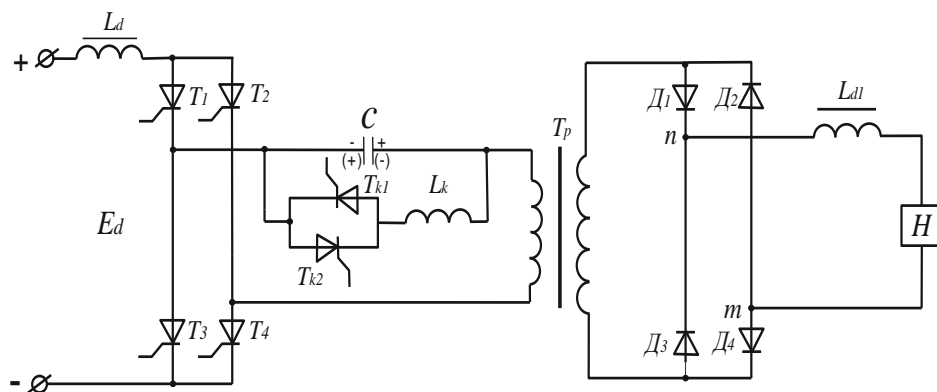 Ld
+
T1
T2
C
- +
(+) (-)
Tk1
Lk
Tk2
Ed
T3
T4
-
Tp
Д1
Д2
n
Ld1
H
m
Д3
Д4